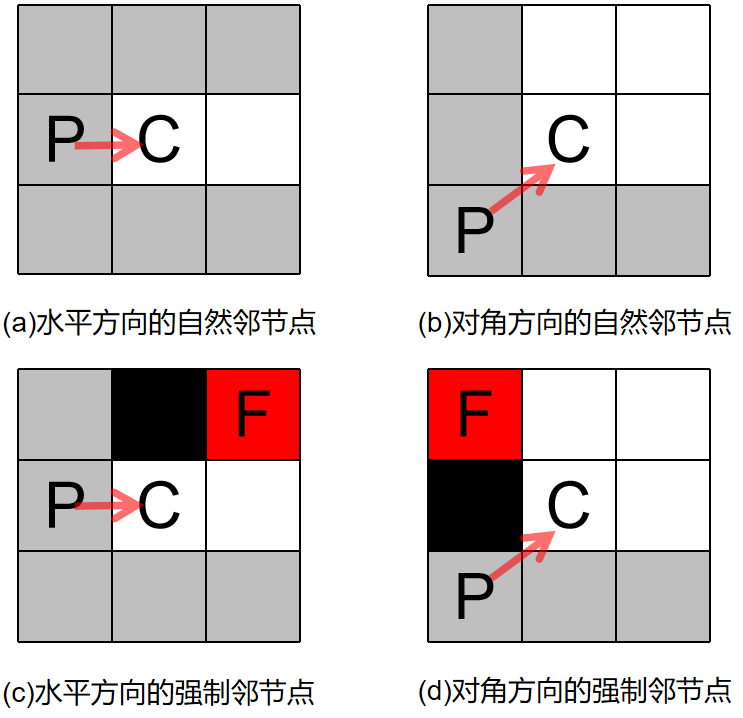 P C
C
P
(a)水平方向的自然邻节点
(b)对角方向的自然邻节点
F
F
P C
C
P
(c)水平方向的强制邻节点
(d)对角方向的强制邻节点